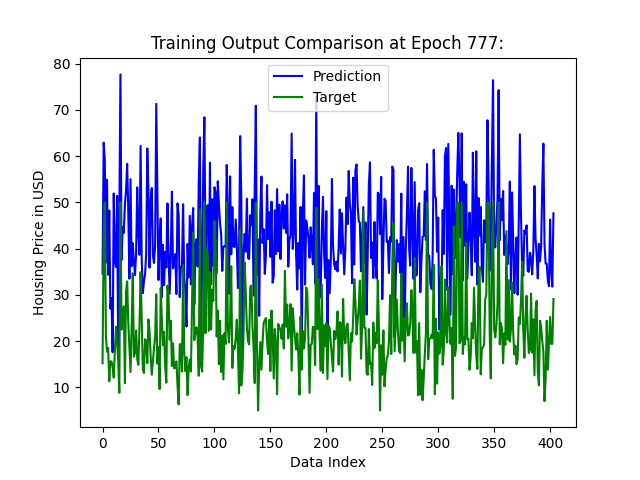 Training Output Comparison at Epoch 777:
Prediction
Target
80
70
60
50
40
30
20
10
Housing Price in USD
0 50 100 150 200 250 300 350 400
Data Index